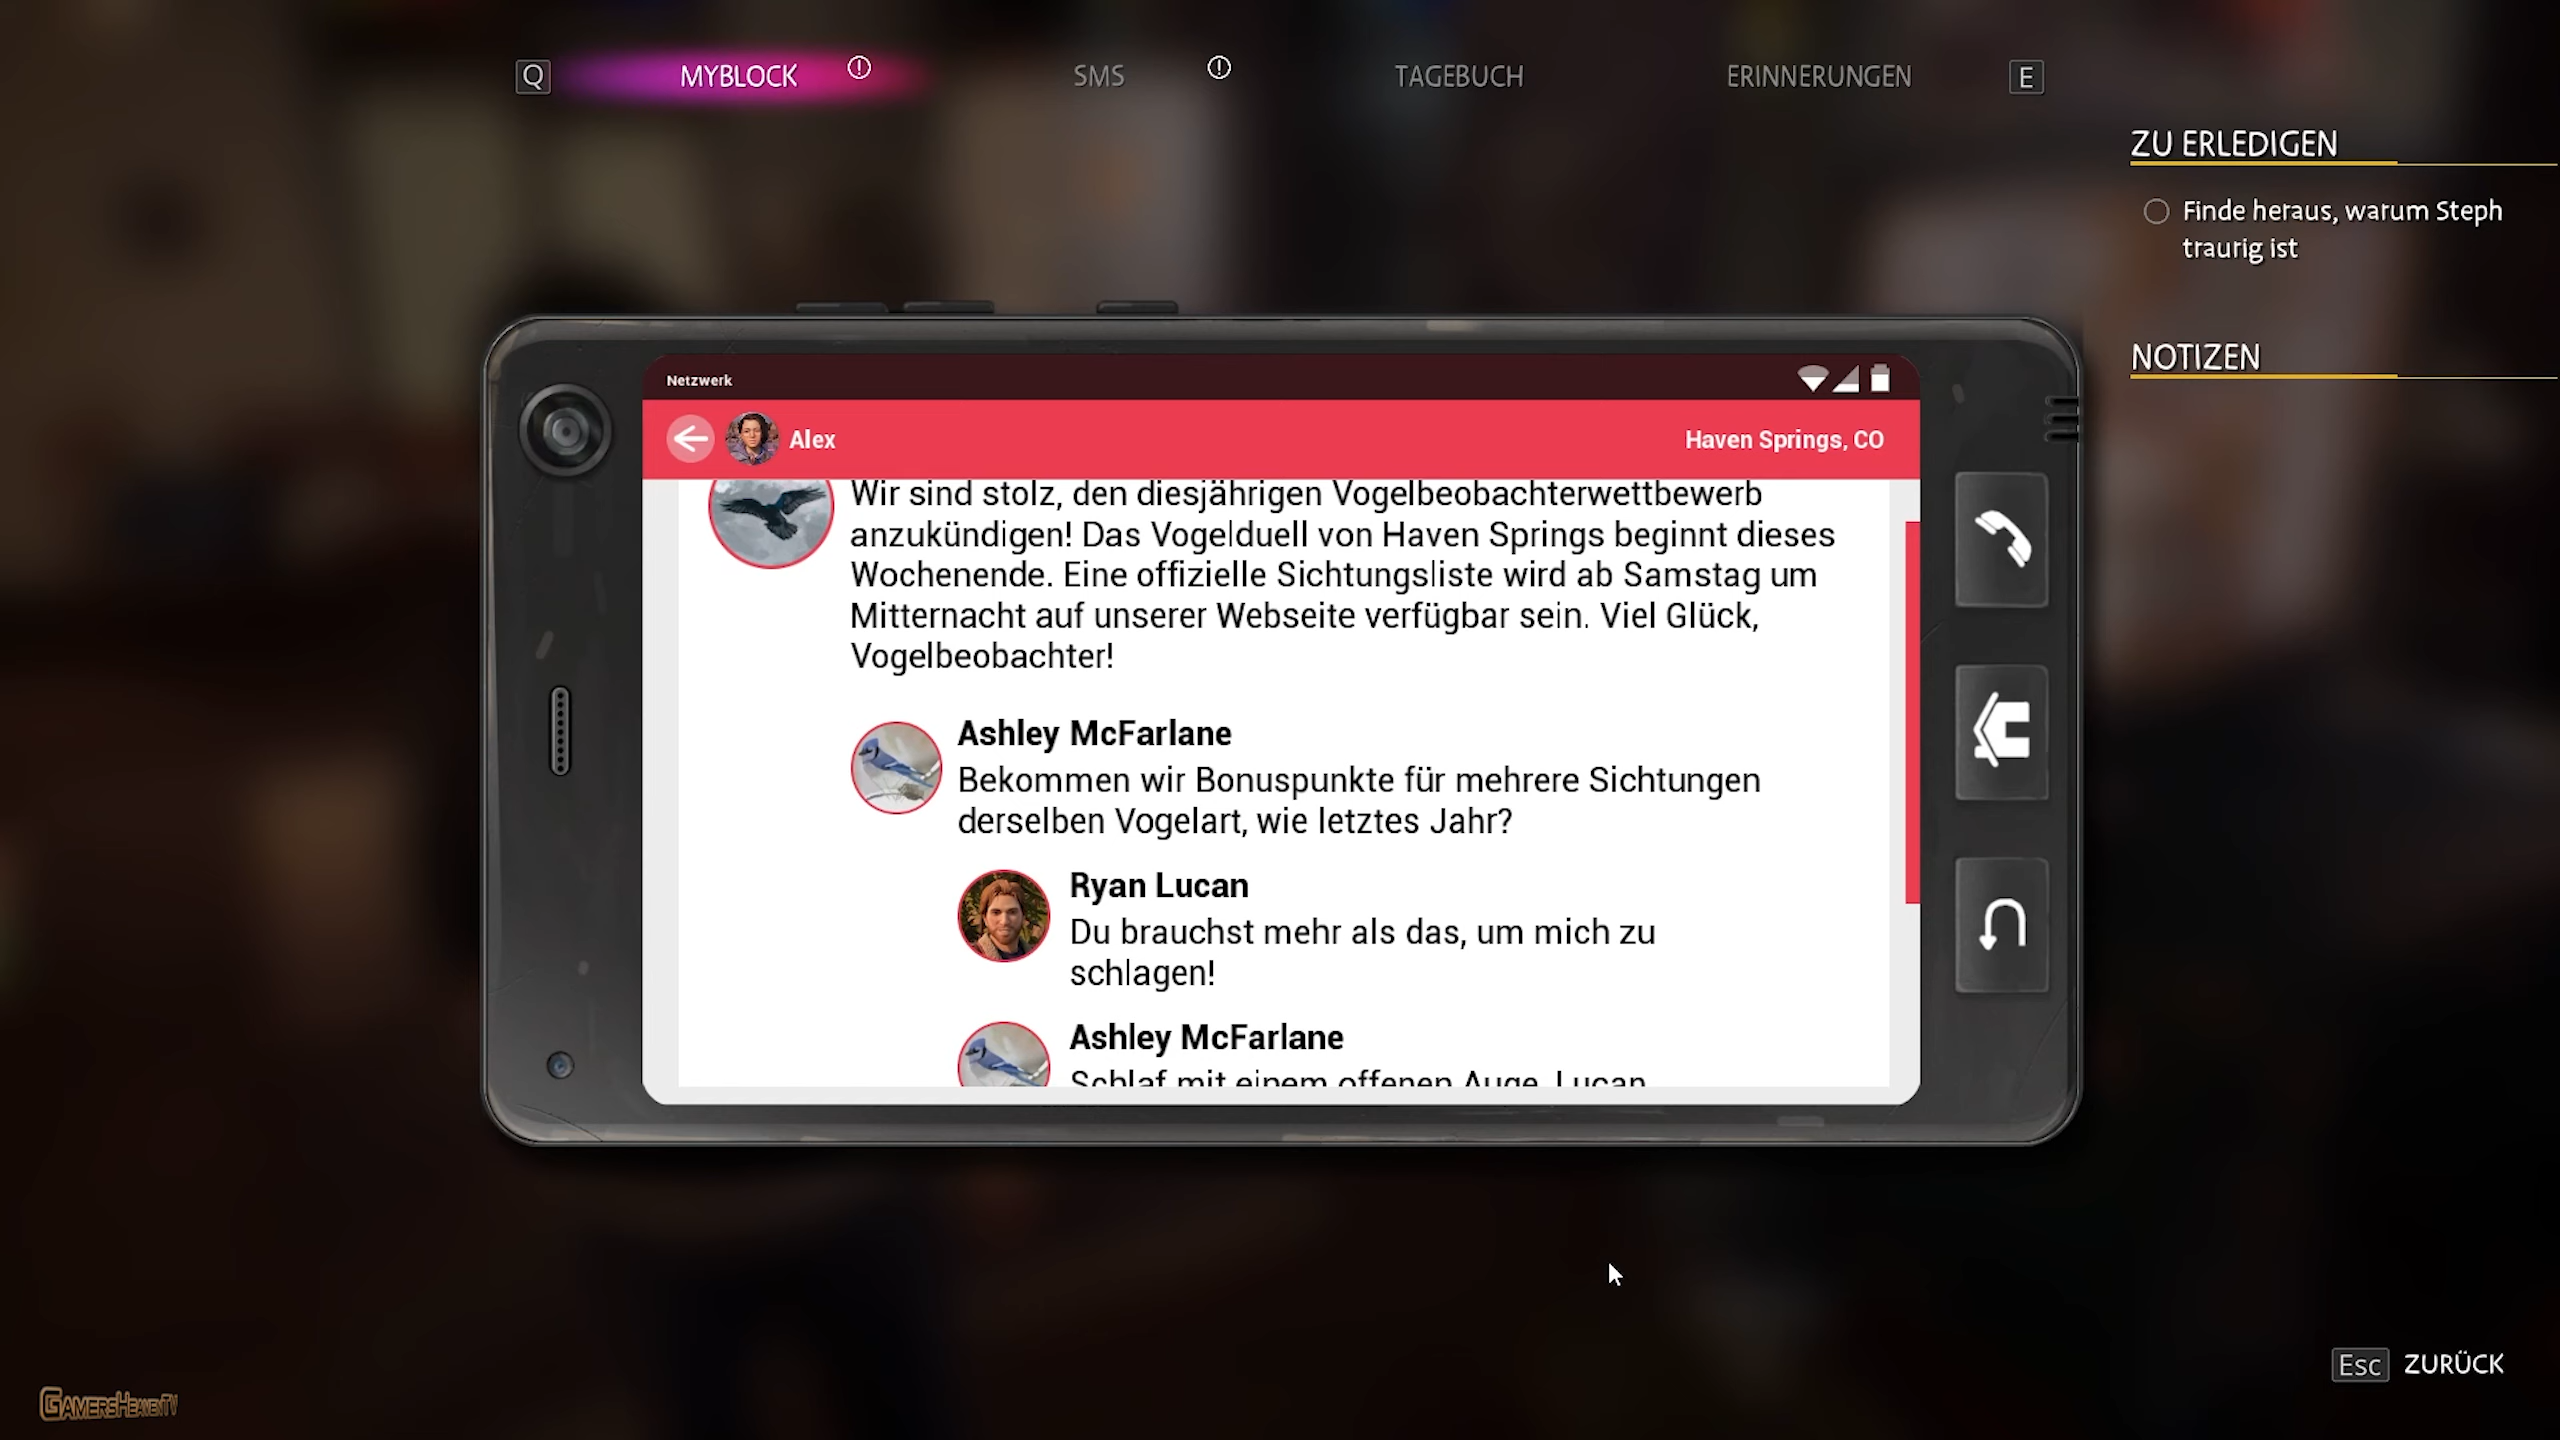 Q
MYBLOCK
SMS
TAGEBUCH
ERINNERUNGEN
E
ZU ERLEDIGEN
Finde heraus, warum Steph
traurig ist
NOTIZEN
Netzwerk
Alex
Haven Springs, CO
Wir sind stolz, den diesjährigen Vogelbeobachterwettbewerb
anzukündigen! Das Vogelduell von Haven Springs beginnt dieses
Wochenende. Eine offizielle Sichtungsliste wird ab Samstag um
Mitternacht auf unserer Webseite verfügbar sein. Viel Glück,
Vogelbeobachter!
Ashley McFarlane
Bekommen wir Bonuspunkte für mehrere Sichtungen
derselben Vogelart, wie letztes Jahr?
Ryan Lucan
Du brauchst mehr als das, um mich zu
schlagen!
Ashley McFarlane
Schlaf mit einem offenen Auge, Lucan
Esc ZURÜCK
GAMERSHEAVENTV